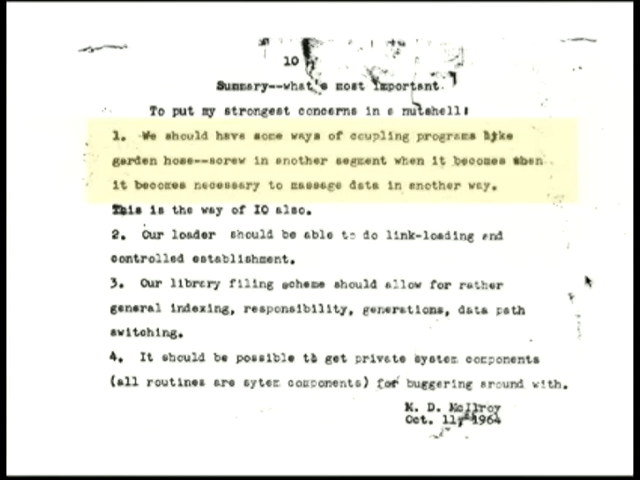 10
Summary--what's most important.
To put my strongest concerns in a nutshell:
1. We should have some ways of coupling programs like
garden hose--screw in another segment when it becomes when
it becomes necessary to massage data in another way.
This is the way of IO also.
2. Our loader should be able to do link-loading and
controlled establishment.
3. Our library filing scheme should allow for rather
general indexing, responsibility, generations, data path
switching.
4. It should be possible to get private system components
(all routines are sytem components) for buggering around with.
M. D. McIlroy
Oct. 11, 1964